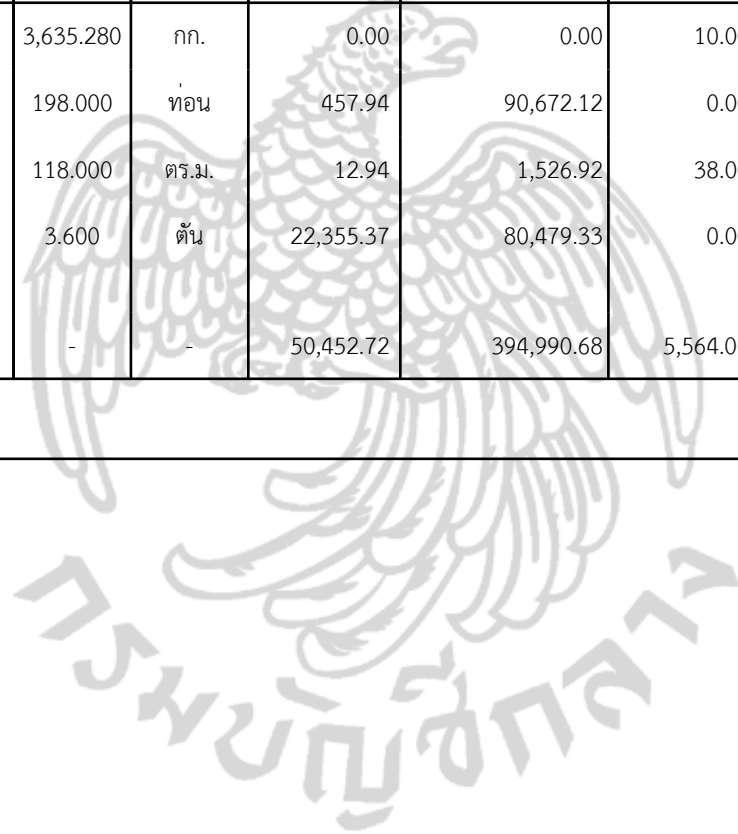 3,635.280 กก. 0.00 0.00 10.0
198.000 ท่อน 457.94 90,672.12 0.0
118.000 ตร.ม. 12.94 1,526.92 38.0
3.600 ตัน 22,355.37 80,479.33 0.0
- - 50,452.72 394,990.68 5,564.0
กรมบัญชีกลาง